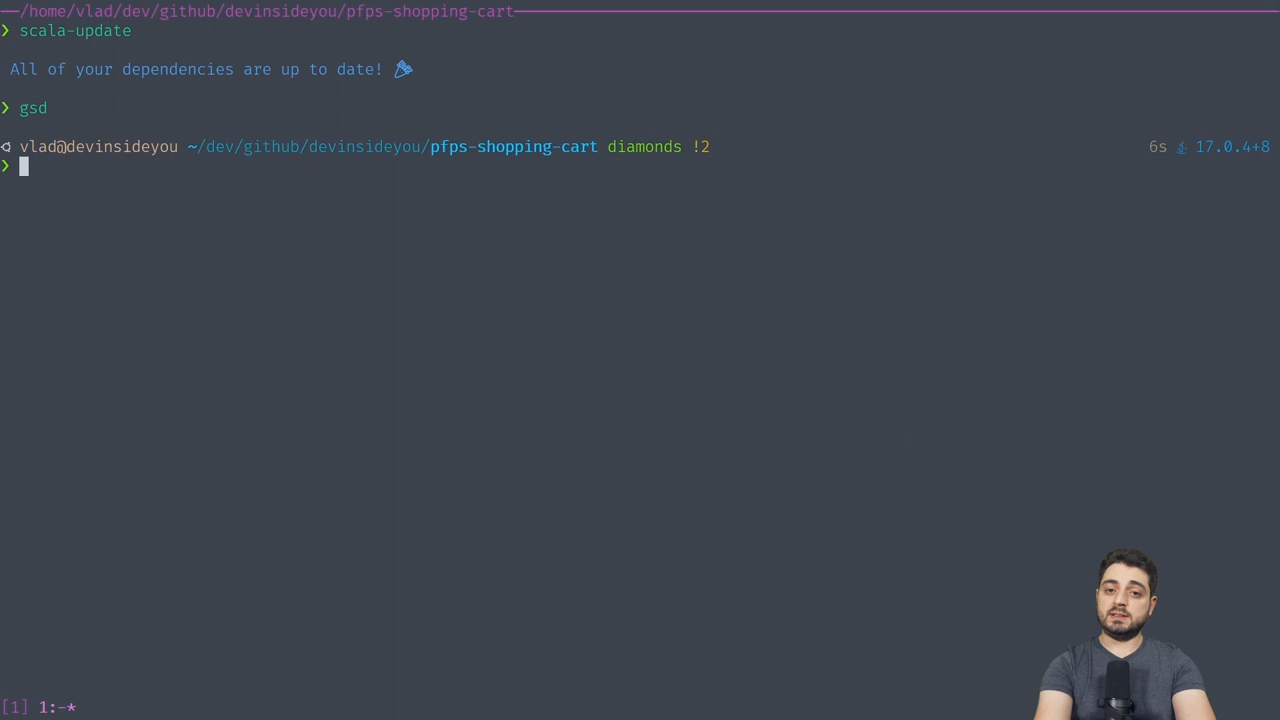 /home/vlad/dev/github/devinsideyou/pfps-shopping-cart
❯ scala-update
All of your dependencies are up to date! 🎉
❯ gsd
vlad@devinsideyou ~/dev/github/devinsideyou/pfps-shopping-cart diamonds !2 6s 17.0.4+8
❯
[1] 1:-*